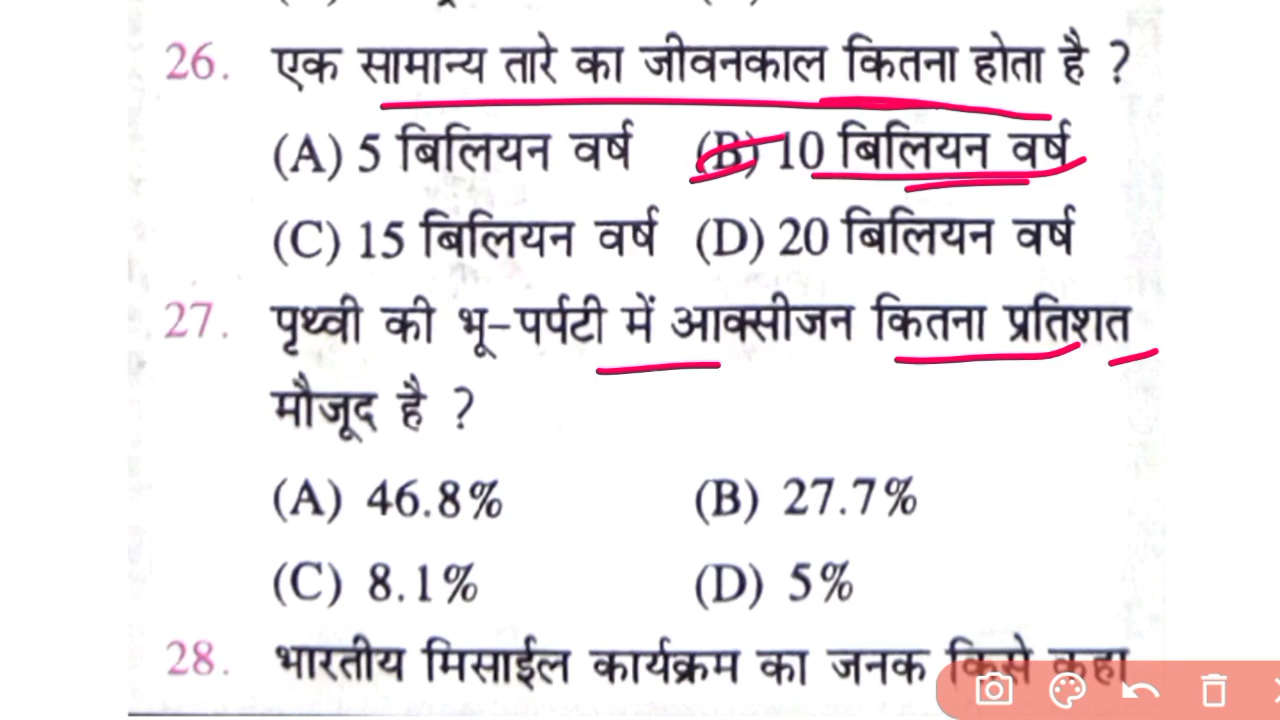 26. एक सामान्य तारे का जीवनकाल कितना होता है ?
(A) 5 बिलियन वर्ष (B) 10 बिलियन वर्ष
(C) 15 बिलियन वर्ष (D) 20 बिलियन वर्ष
27. पृथ्वी की भू-पर्पटी में आक्सीजन कितना प्रतिशत
मौजूद है ?
(A) 46.8% (B) 27.7%
(C) 8.1% (D) 5%
28. भारतीय मिसाईल कार्यक्रम का जनक किसे कहा